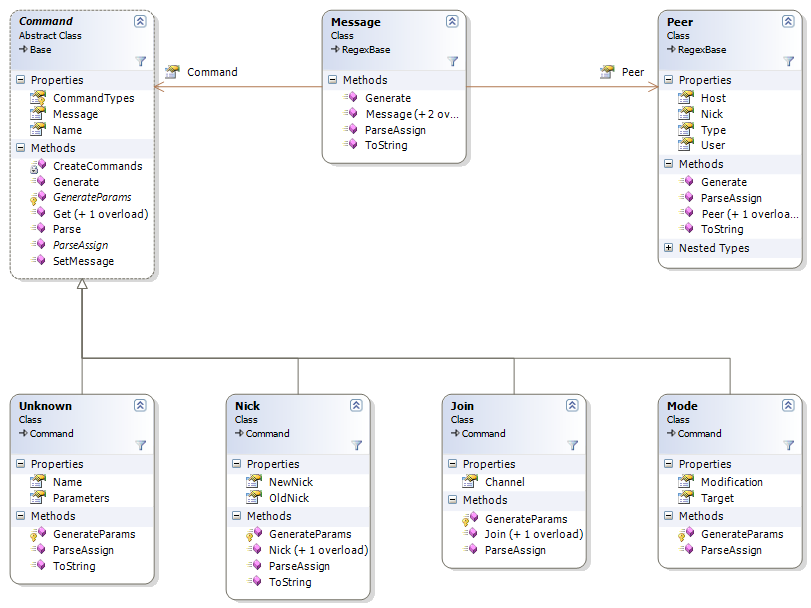 Command
Abstract Class
Base
Properties
CommandTypes
Message
Name
Methods
CreateCommands
Generate
GenerateParams
Get (+ 1 overload)
Parse
ParseAssign
SetMessage
Command
Message
Class
RegexBase
Methods
Generate
Message (+ 2 ov...
ParseAssign
ToString
Peer
Peer
Class
RegexBase
Properties
Host
Nick
Type
User
Methods
Generate
ParseAssign
Peer (+ 1 overloa...
ToString
Nested Types
Unknown
Class
Command
Properties
Name
Parameters
Methods
GenerateParams
ParseAssign
ToString
Nick
Class
Command
Properties
NewNick
OldNick
Methods
GenerateParams
Nick (+ 1 overload)
ParseAssign
ToString
Join
Class
Command
Properties
Channel
Methods
GenerateParams
Join (+ 1 overload)
ParseAssign
Mode
Class
Command
Properties
Modification
Target
Methods
GenerateParams
ParseAssign